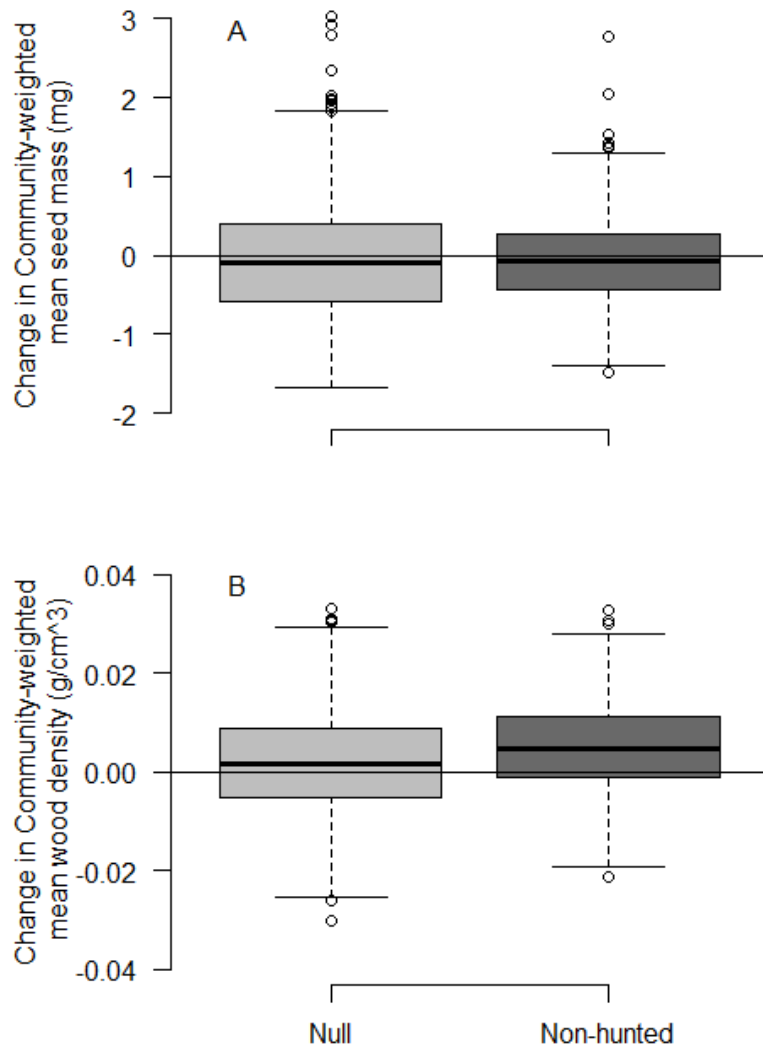 Change in Community-weighted
mean seed mass (mg)
A
3
2
1
0
-1
-2
Change in Community-weighted
mean wood density (g/cm^3)
B
0.04
0.02
0.00
-0.02
-0.04
Null Non-hunted